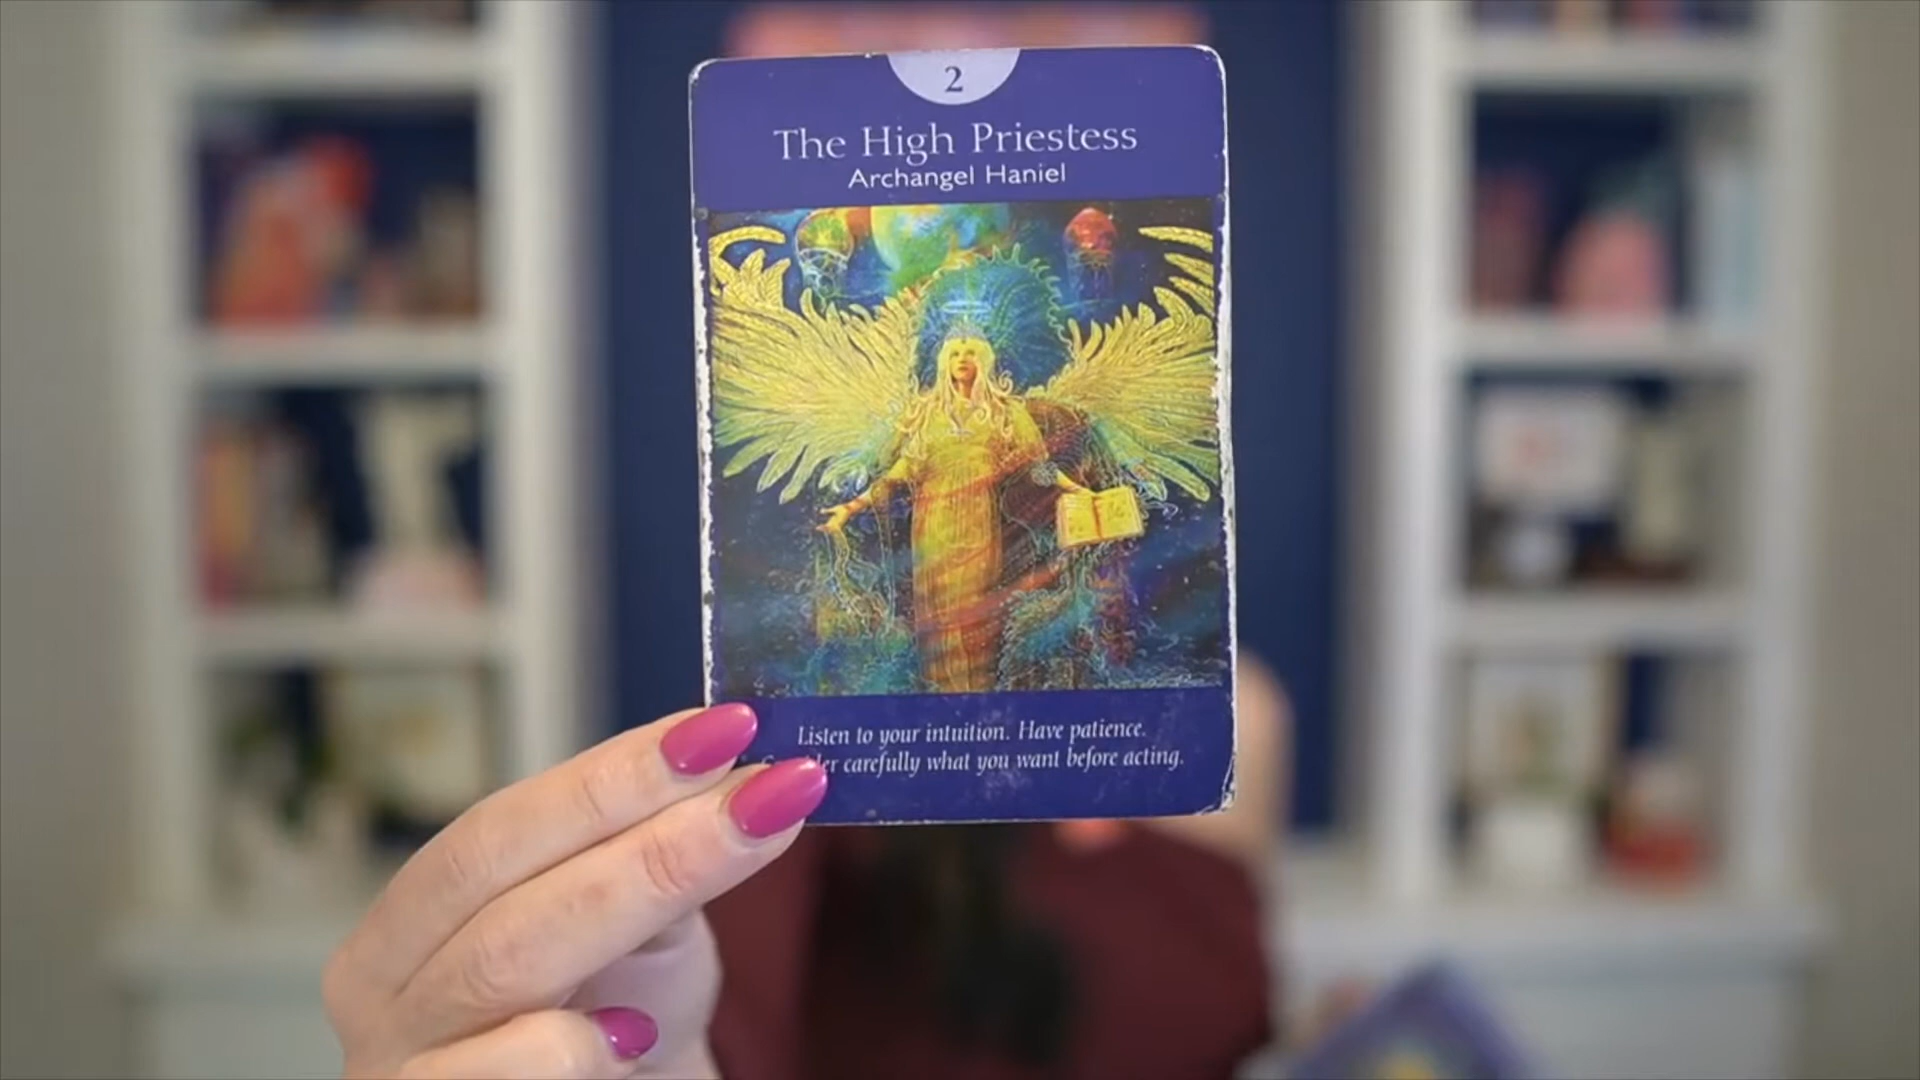 2
The High Priestess
Archangel Haniel
Listen to your intuition. Have patience.
carefully what you want before acting.